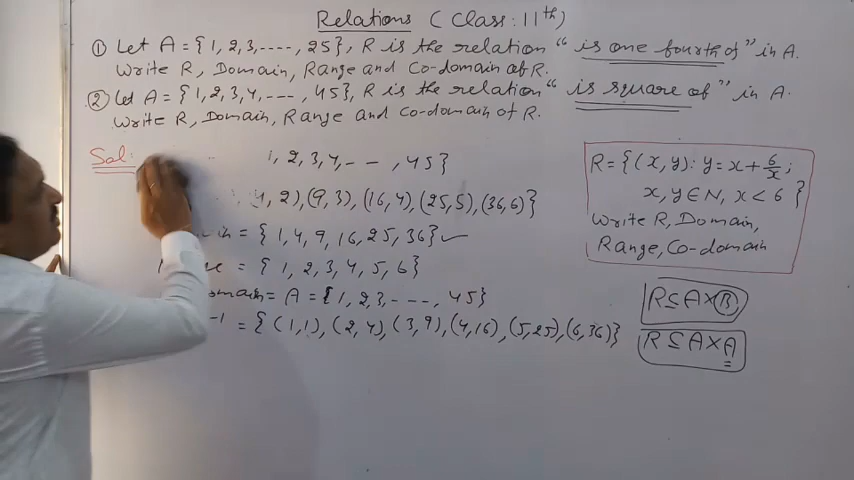 Relations (Class: 11th)
① Let A = {1, 2, 3, ----, 25}, R is the relation "is one fourth of" in A.
Write R, Domain, Range and Co-domain of R.
② Let A = {1, 2, 3, 4, --- , 45}, R is the relation "is square of" in A.
Write R, Domain, Range and Co-domain of R.
Sol:
1, 2, 3, 4, - - , 45}
, 2), (9, 3), (16, 4), (25, 5), (36, 6)}
= {1, 4, 9, 16, 25, 36} ✓
= {1, 2, 3, 4, 5, 6}
omain = A = {1, 2, 3, - - -, 45}
-1 = {(1,1), (2, 4), (3, 9), (4, 16), (5, 25), (6, 36)}
R = {(x, y): y = x + 6/x ;
x, y ∈ N, x < 6}
Write R, Domain,
Range, Co-domain
R ⊆ A × B
R ⊆ A × A